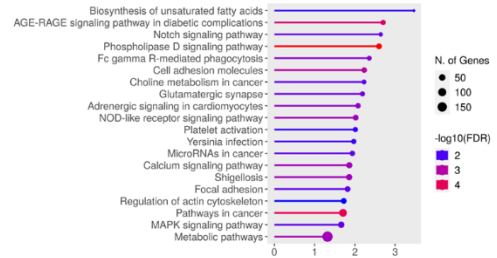 Biosynthesis of unsaturated fatty acids
AGE-RAGE signaling pathway in diabetic complications
Notch signaling pathway
Phospholipase D signaling pathway
Fc gamma R-mediated phagocytosis
Cell adhesion molecules
Choline metabolism in cancer
Glutamatergic synapse
Adrenergic signaling in cardiomyocytes
NOD-like receptor signaling pathway
Platelet activation
Yersinia infection
MicroRNAs in cancer
Calcium signaling pathway
Shigellosis
Focal adhesion
Regulation of actin cytoskeleton
Pathways in cancer
MAPK signaling pathway
Metabolic pathways
0 1 2 3
N. of Genes
50
100
150
-log10(FDR)
2
3
4